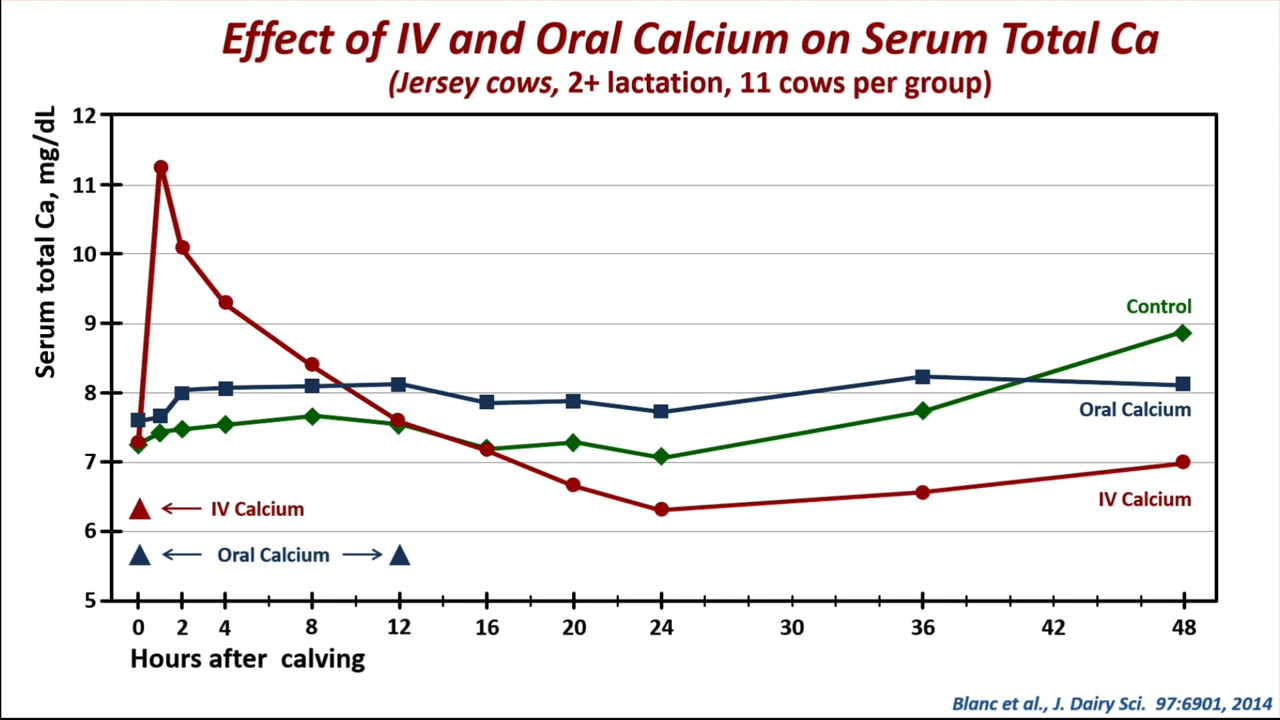 Effect of IV and Oral Calcium on Serum Total Ca
(Jersey cows, 2+ lactation, 11 cows per group)
Serum total Ca, mg/dL
12
11
10
9
8
7
6
5
Control
Oral Calcium
IV Calcium
IV Calcium
Oral Calcium
0 2 4 8 12 16 20 24 30 36 42 48
Hours after calving
Blanc et al., J. Dairy Sci. 97:6901, 2014